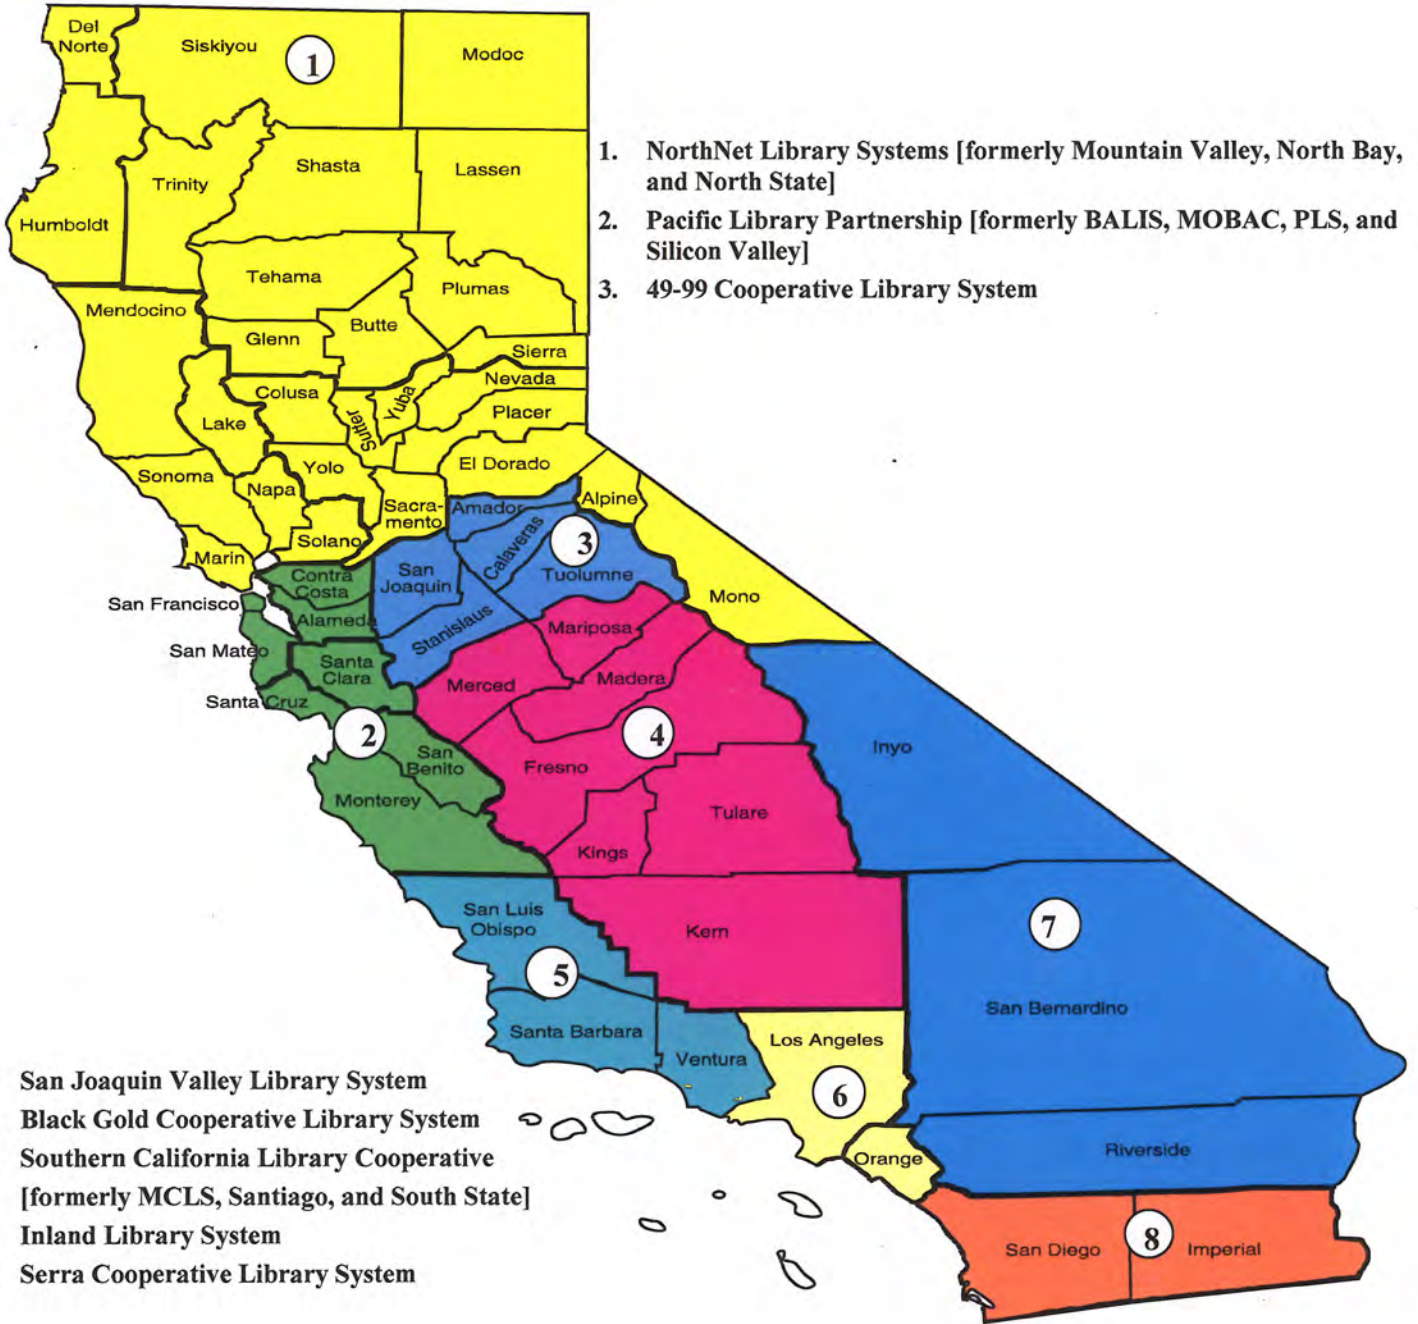 Del
Norte
Siskiyou
1
Modoc
Shasta
Lassen
Trinity
Humboldt
Tehama
Plumas
Mendocino
Butte
Glenn
Sierra
Nevada
Colusa
Yuba
Sutter
Placer
Lake
El Dorado
Yolo
Sonoma
Napa
Sacra-
mento
Alpine
Amador
Solano
Calaveras
3
Marin
San
Joaquin
Tuolumne
Contra
Costa
Mono
San Francisco
Alameda
Stanislaus
Mariposa
San Mateo
Santa
Clara
Merced
Madera
Santa Cruz
2
4
Inyo
San
Benito
Fresno
Monterey
Tulare
Kings
San Luis
Obispo
Kern
7
5
San Bernardino
Santa Barbara
Ventura
Los Angeles
6
Orange
Riverside
San Diego
8
Imperial
1. NorthNet Library Systems [formerly Mountain Valley, North Bay,
and North State]
2. Pacific Library Partnership [formerly BALIS, MOBAC, PLS, and
Silicon Valley]
3. 49-99 Cooperative Library System
San Joaquin Valley Library System
Black Gold Cooperative Library System
Southern California Library Cooperative
[formerly MCLS, Santiago, and South State]
Inland Library System
Serra Cooperative Library System